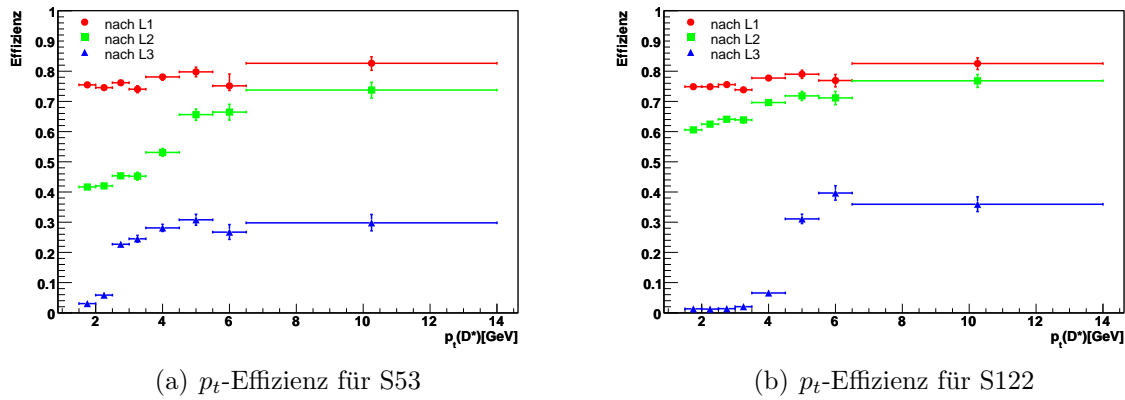 Effizienz
1
0.9
0.8
0.7
0.6
0.5
0.4
0.3
0.2
0.1
0
nach L1
nach L2
nach L3
2 4 6 8 10 12 14
p_t(D*)[GeV]
(a) p_t-Effizienz für S53
Effizienz
1
0.9
0.8
0.7
0.6
0.5
0.4
0.3
0.2
0.1
0
nach L1
nach L2
nach L3
2 4 6 8 10 12 14
p_t(D*)[GeV]
(b) p_t-Effizienz für S122